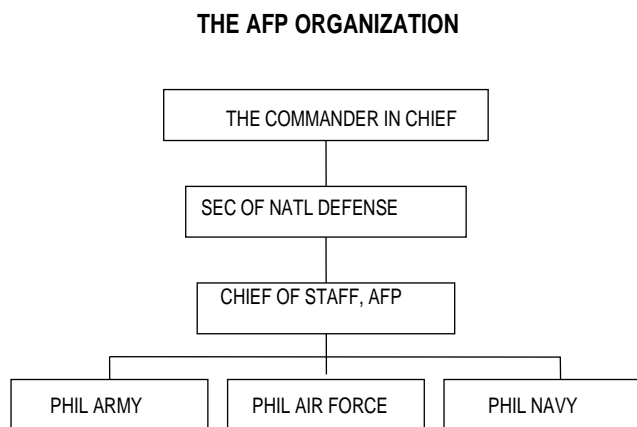 THE AFP ORGANIZATION
THE COMMANDER IN CHIEF
SEC OF NATL DEFENSE
CHIEF OF STAFF, AFP
PHIL ARMY
PHIL AIR FORCE
PHIL NAVY